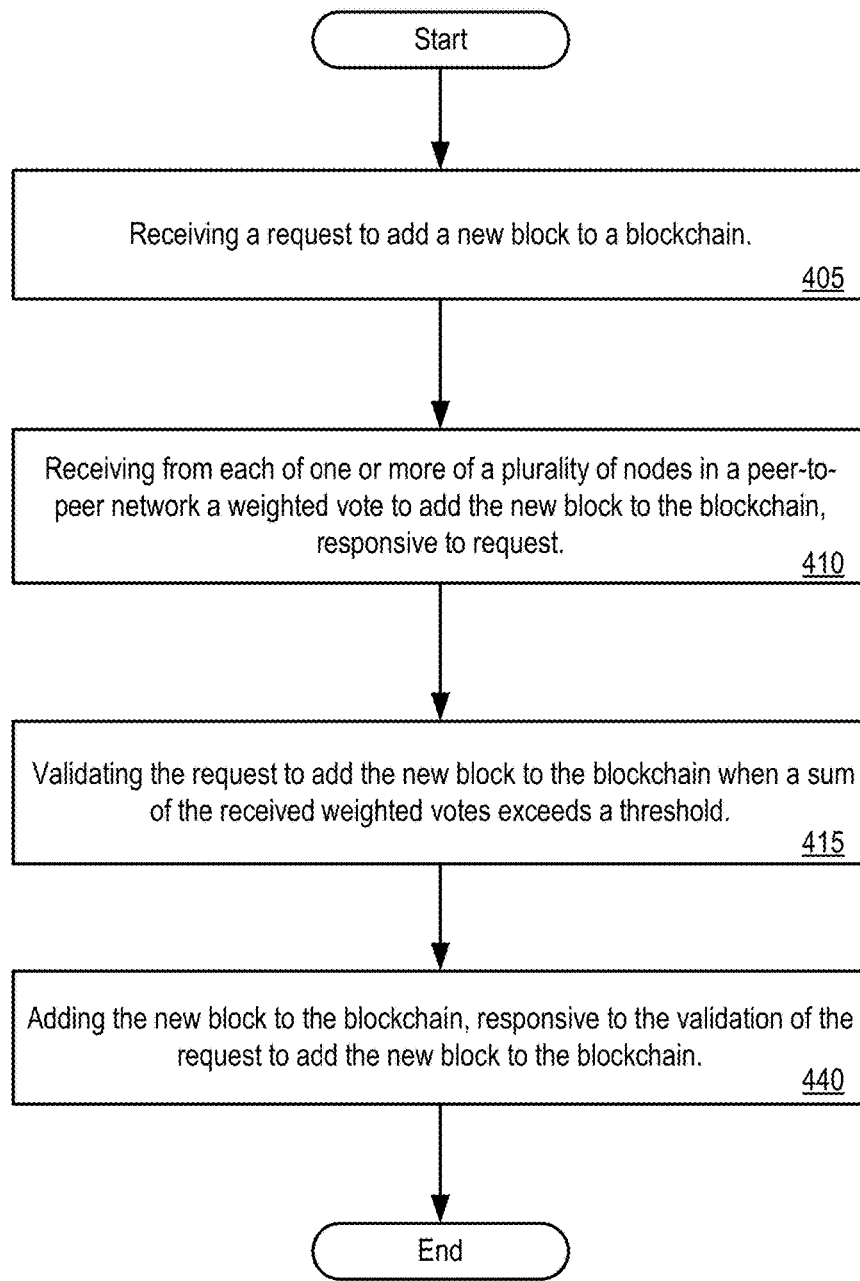 Start
Receiving a request to add a new block to a blockchain.
405
Receiving from each of one or more of a plurality of nodes in a peer-to-
peer network a weighted vote to add the new block to the blockchain,
responsive to request.
410
Validating the request to add the new block to the blockchain when a sum
of the received weighted votes exceeds a threshold.
415
Adding the new block to the blockchain, responsive to the validation of the
request to add the new block to the blockchain.
440
End